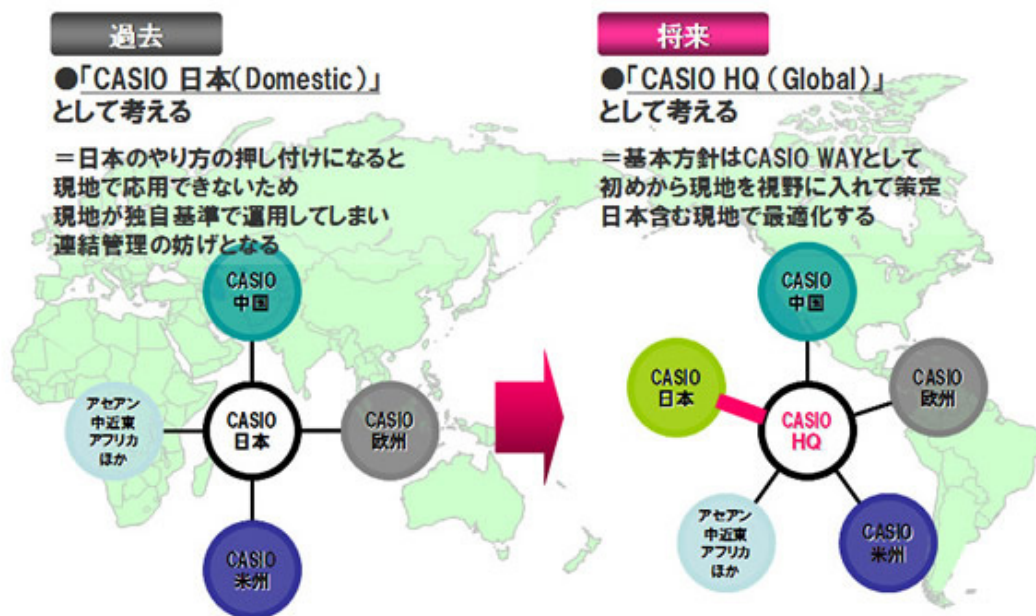 過去
●「CASIO 日本(Domestic)」
として考える
＝日本のやり方の押し付けになると
現地で応用できないため
現地が独自基準で運用してしまい
連結管理の妨げとなる
CASIO
中国
アセアン
中近東
アフリカ
ほか
CASIO
日本
CASIO
欧州
CASIO
米州
将来
●「CASIO HQ (Global)」
として考える
＝基本方針はCASIO WAYとして
初めから現地を視野に入れて策定
日本含む現地で最適化する
CASIO
中国
CASIO
日本
CASIO
欧州
CASIO
HQ
アセアン
中近東
アフリカ
ほか
CASIO
米州